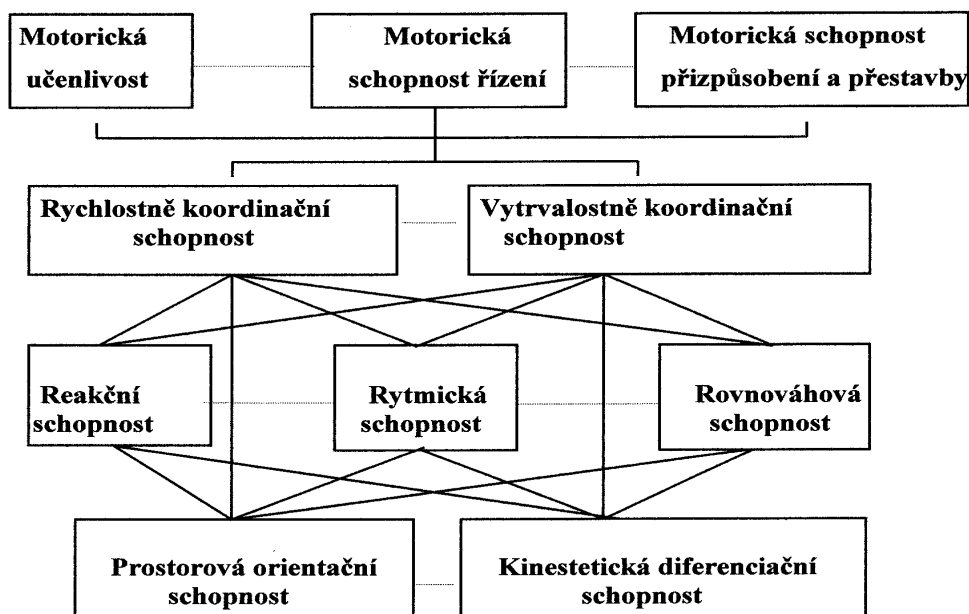 Motorická
učenlivost
Motorická
schopnost řízení
Motorická schopnost
přizpůsobení a přestavby
Rychlostně koordinační
schopnost
Vytrvalostně koordinační
schopnost
Reakční
schopnost
Rytmická
schopnost
Rovnováhová
schopnost
Prostorová orientační
schopnost
Kinestetická diferenciační
schopnost